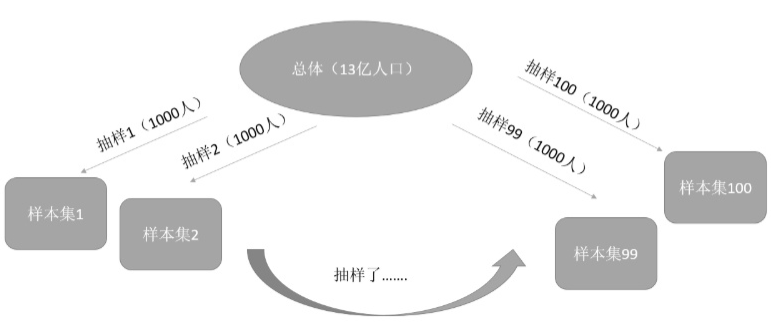 总体（13亿人口）
抽样1（1000人）
抽样2（1000人）
抽样99（1000人）
抽样100（1000人）
样本集1
样本集2
样本集99
样本集100
抽样了.......